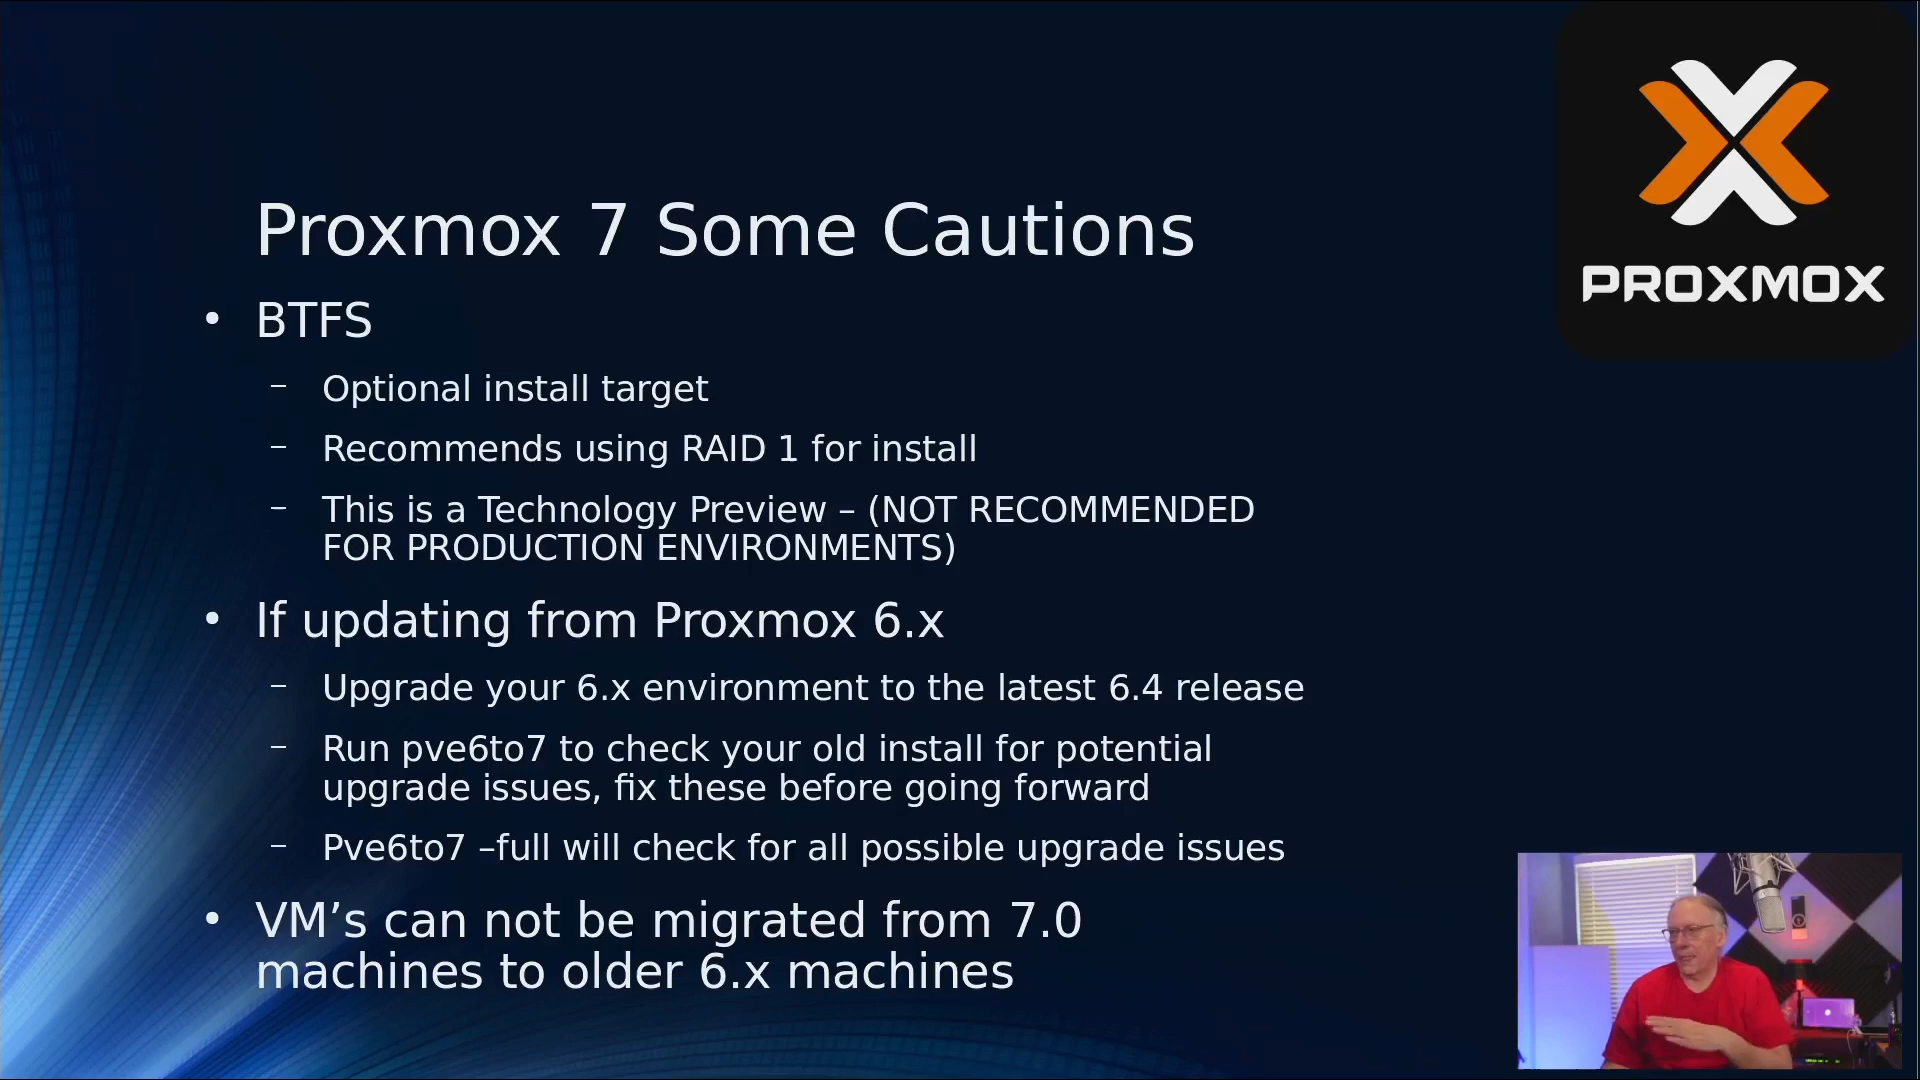 PROXMOX
Proxmox 7 Some Cautions
• BTFS
– Optional install target
– Recommends using RAID 1 for install
– This is a Technology Preview – (NOT RECOMMENDED
FOR PRODUCTION ENVIRONMENTS)
• If updating from Proxmox 6.x
– Upgrade your 6.x environment to the latest 6.4 release
– Run pve6to7 to check your old install for potential
upgrade issues, fix these before going forward
– Pve6to7 –full will check for all possible upgrade issues
• VM’s can not be migrated from 7.0
machines to older 6.x machines